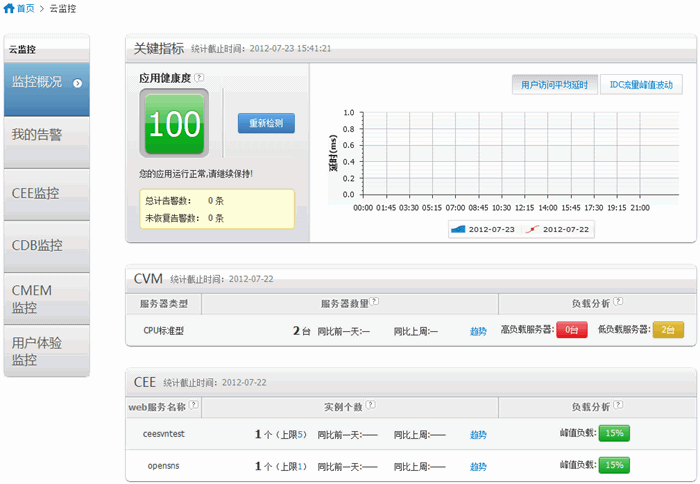 首页 > 云监控
云监控
监控概况
我的告警
CEE监控
CDB监控
CMEM
监控
用户体验
监控
关键指标 统计截止时间：2012-07-23 15:41:21
应用健康度 ?
100
重新检测
您的应用运行正常,请继续保持!
总计告警数： 0 条
未恢复告警数： 0 条
用户访问平均延时 IDC流量峰值波动
延时(ms)
1.0
0.8
0.6
0.4
0.2
0.0
00:00 01:45 03:30 05:15 07:00 08:45 10:30 12:15 14:00 15:45 17:30 19:15 21:00
2012-07-23 2012-07-22
CVM 统计截止时间：2012-07-22
服务器类型 服务器数量 ? 负载分析 ?
CPU标准型 2 台 同比前一天:— 同比上周:— 趋势 高负载服务器: 0台 低负载服务器: 2台
CEE 统计截止时间：2012-07-22
web服务名称 ? 实例个数 ? 负载分析 ?
ceesvntest 1 个（上限5） 同比前一天:—— 同比上周:—— 趋势 峰值负载: 15%
opensns 1 个（上限1） 同比前一天:—— 同比上周:—— 趋势 峰值负载: 15%